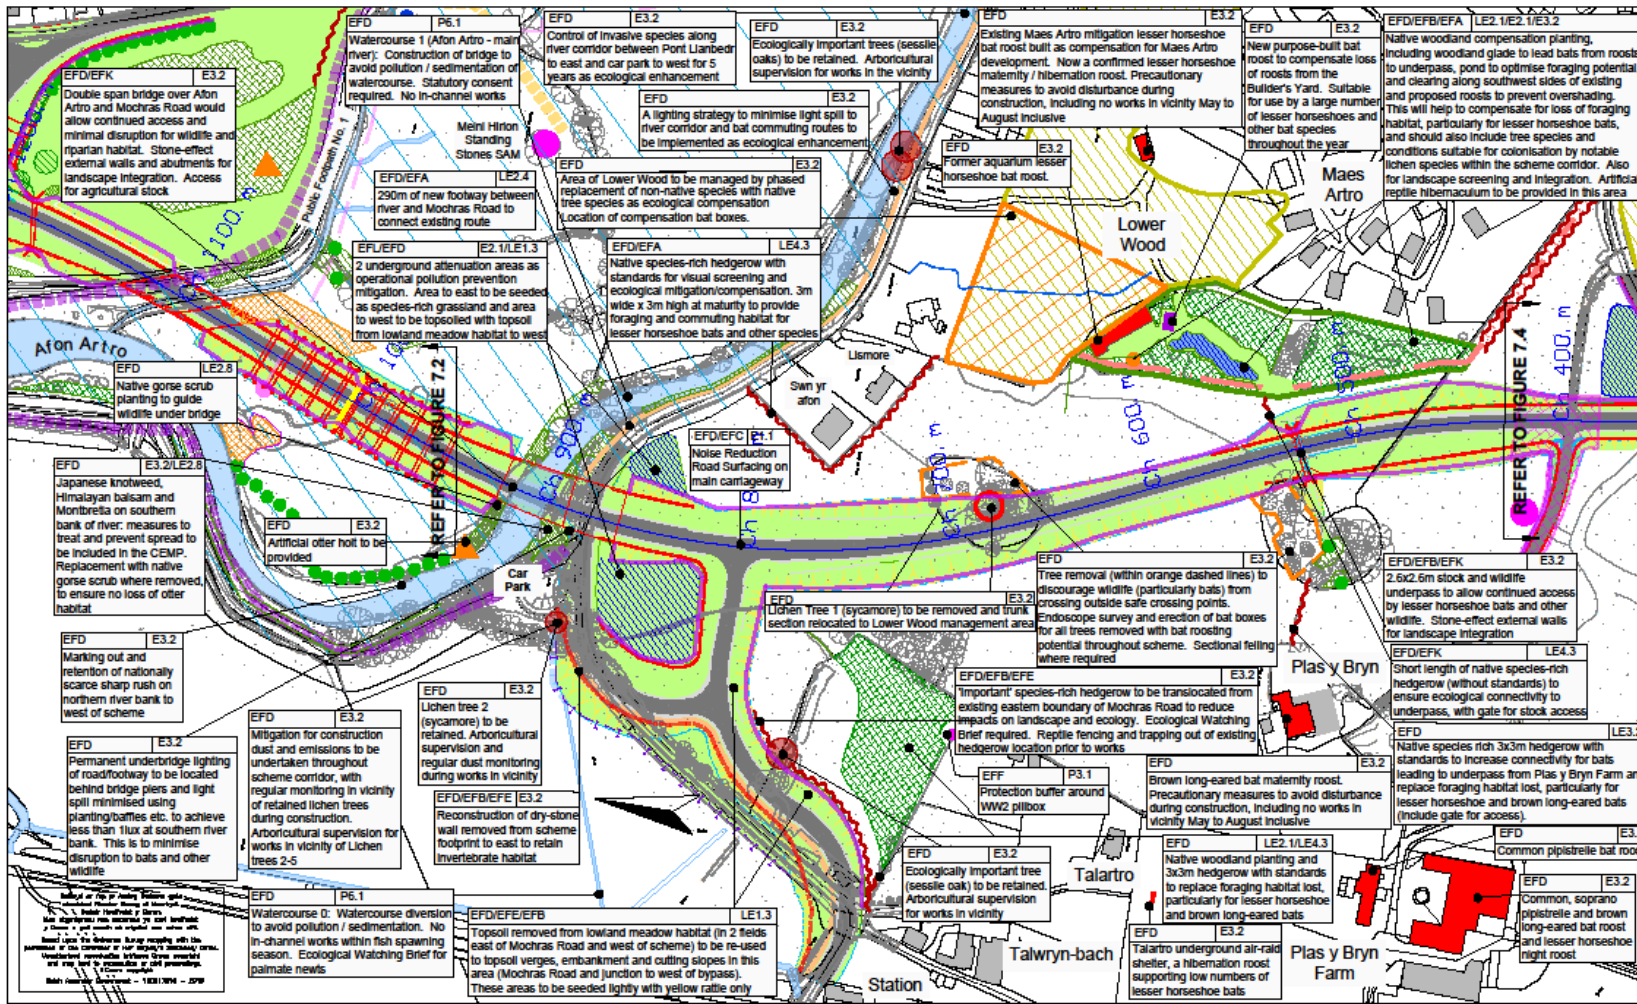 EFD P6.1
Watercourse 1 (Afon Artro - main
river): Construction of bridge to
avoid pollution / sedimentation of
watercourse. Statutory consent
required. No in-channel works
EFD E3.2
Control of invasive species along
river corridor between Pont Llanbedr
to east and car park to west for 5
years as ecological enhancement
EFD E3.2
Ecologically important trees (sessile
oaks) to be retained. Arboricultural
supervision for works in the vicinity
EFD E3.2
Existing Maes Artro mitigation lesser horseshoe
bat roost built as compensation for Maes Artro
development. Now a confirmed lesser horseshoe
maternity / hibernation roost. Precautionary
measures to avoid disturbance during
construction, including no works in vicinity May to
August inclusive
EFD E3.2
New purpose-built bat
roost to compensate loss
of roosts from the
Builder's Yard. Suitable
for use by a large number
of lesser horseshoes and
other bat species
throughout the year
EFD/EFB/EFA LE2.1/E2.1/E3.2
Native woodland compensation planting,
including woodland glade to lead bats from roosts
to underpass, pond to optimise foraging potential
and clearing along southwest sides of existing
and proposed roosts to prevent overshading.
This will help to compensate for loss of foraging
habitat, particularly for lesser horseshoe bats,
and should also include tree species and
conditions suitable for colonisation by notable
lichen species within the scheme corridor. Also
for landscape screening and integration. Artificial
reptile hibernaculum to be provided in this area
EFD/EFK E3.2
Double span bridge over Afon
Artro and Mochras Road would
allow continued access and
minimal disruption for wildlife and
riparian habitat. Stone-effect
external walls and abutments for
landscape integration. Access
for agricultural stock
EFD E3.2
A lighting strategy to minimise light spill to
river corridor and bat commuting routes to
be implemented as ecological enhancement
Meini Hirion
Standing
Stones SAM
Public Footpath No. 1
EFD/EFA LE2.4
290m of new footway between
river and Mochras Road to
connect existing route
EFD E3.2
Area of Lower Wood to be managed by phased
replacement of non-native species with native
tree species as ecological compensation
Location of compensation bat boxes.
EFD E3.2
Former aquarium lesser
horseshoe bat roost.
Maes
Artro
Lower
Wood
EFL/EFD E2.1/LE1.3
2 underground attenuation areas as
operational pollution prevention
mitigation. Area to east to be seeded
as species-rich grassland and area
to west to be topsoiled with topsoil
from lowland meadow habitat to west
EFD/EFA LE4.3
Native species-rich hedgerow with
standards for visual screening and
ecological mitigation/compensation. 3m
wide x 3m high at maturity to provide
foraging and commuting habitat for
lesser horseshoe bats and other species
Afon Artro
EFD LE2.8
Native gorse scrub
planting to guide
wildlife under bridge
REFER TO FIGURE 7.2
Llsmore
Swn yr
afon
REFER TO FIGURE 7.4
Ch 900. m
Ch 600. m
Ch 500. m
Ch 400. m
EFD/EFC E1.1
Noise Reduction
Road Surfacing on
main carriageway
EFD E3.2/LE2.8
Japanese knotweed,
Himalayan balsam and
Montbretia on southern
bank of river: measures to
treat and prevent spread to
be included in the CEMP.
Replacement with native
gorse scrub where removed,
to ensure no loss of otter
habitat
EFD E3.2
Artificial otter holt to be
provided
Car
Park
EFD E3.2
Lichen Tree 1 (sycamore) to be removed and trunk
section relocated to Lower Wood management area
EFD E3.2
Tree removal (within orange dashed lines) to
discourage wildlife (particularly bats) from
crossing outside safe crossing points.
Endoscope survey and erection of bat boxes
for all trees removed with bat roosting
potential throughout scheme. Sectional felling
where required
EFD/EFB/EFK E3.2
2.6x2.6m stock and wildlife
underpass to allow continued access
by lesser horseshoe bats and other
wildlife. Stone-effect external walls
for landscape integration
EFD E3.2
Marking out and
retention of nationally
scarce sharp rush on
northern river bank to
west of scheme
Plas y Bryn
EFD/EFK LE4.3
Short length of native species-rich
hedgerow (without standards) to
ensure ecological connectivity to
underpass, with gate for stock access
EFD E3.2
Lichen tree 2
(sycamore) to be
retained. Arboricultural
supervision and
regular dust monitoring
during works in vicinity
EFD/EFB/EFE E3.2
'Important' species-rich hedgerow to be translocated from
existing eastern boundary of Mochras Road to reduce
impacts on landscape and ecology. Ecological Watching
Brief required. Reptile fencing and trapping out of existing
hedgerow location prior to works
EFD E3.2
Mitigation for construction
dust and emissions to be
undertaken throughout
scheme corridor, with
regular monitoring in vicinity
of retained lichen trees
during construction.
Arboricultural supervision for
works in vicinity of Lichen
trees 2-5
EFD LE3.
Native species rich 3x3m hedgerow with
standards to increase connectivity for bats
leading to underpass from Plas y Bryn Farm and
replace foraging habitat lost, particularly for
lesser horseshoe and brown long-eared bats
(include gate for access).
EFD E3.2
Permanent underbridge lighting
of road/footway to be located
behind bridge piers and light
spill minimised using
planting/baffles etc. to achieve
less than 1lux at southern river
bank. This is to minimise
disruption to bats and other
wildlife
EFD/EFB/EFE E3.2
Reconstruction of dry-stone
wall removed from scheme
footprint to east to retain
invertebrate habitat
EFF P3.1
Protection buffer around
WW2 pillbox
EFD E3.2
Brown long-eared bat maternity roost.
Precautionary measures to avoid disturbance
during construction, including no works in
vicinity May to August inclusive
EFD E3.
Common pipistrelle bat roost
EFD E3.2
Ecologically important tree
(sessile oak) to be retained.
Arboricultural supervision
for works in vicinity
Talartro
EFD LE2.1/LE4.3
Native woodland planting and
3x3m hedgerow with standards
to replace foraging habitat lost,
particularly for lesser horseshoe
and brown long-eared bats
EFD E3.2
Common, soprano
pipistrelle and brown
long-eared bat roost
and lesser horseshoe
night roost
EFD P6.1
Watercourse 0: Watercourse diversion
to avoid pollution / sedimentation. No
in-channel works within fish spawning
season. Ecological Watching Brief for
palmate newts
EFD/EFE/EFB LE1.3
Topsoil removed from lowland meadow habitat (in 2 fields
east of Mochras Road and west of scheme) to be re-used
to topsoil verges, embankment and cutting slopes in this
area (Mochras Road and junction to west of bypass).
These areas to be seeded lightly with yellow rattle only
Station
Talwryn-bach
EFD E3.2
Talartro underground air-raid
shelter, a hibernation roost
supporting low numbers of
lesser horseshoe bats
Plas y Bryn
Farm